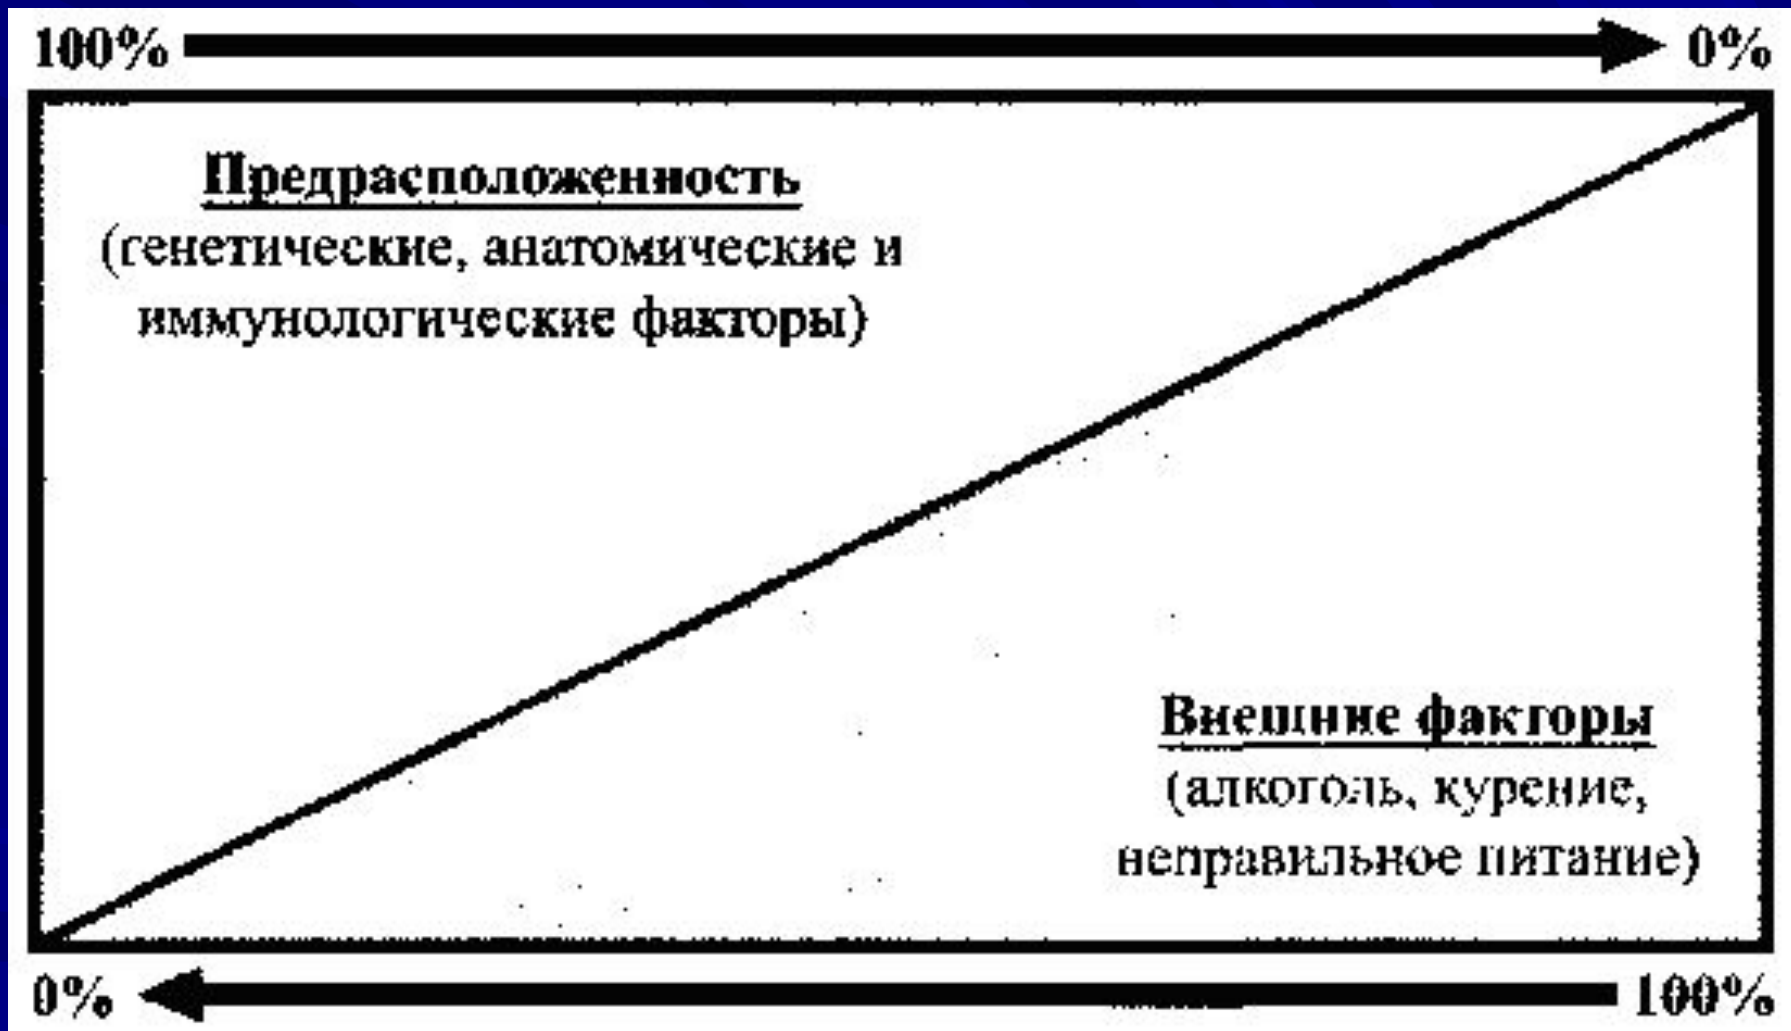 100% 0%
Предрасположенность
(генетические, анатомические и
иммунологические факторы)
Внешние факторы
(алкоголь, курение,
неправильное питание)
0% 100%